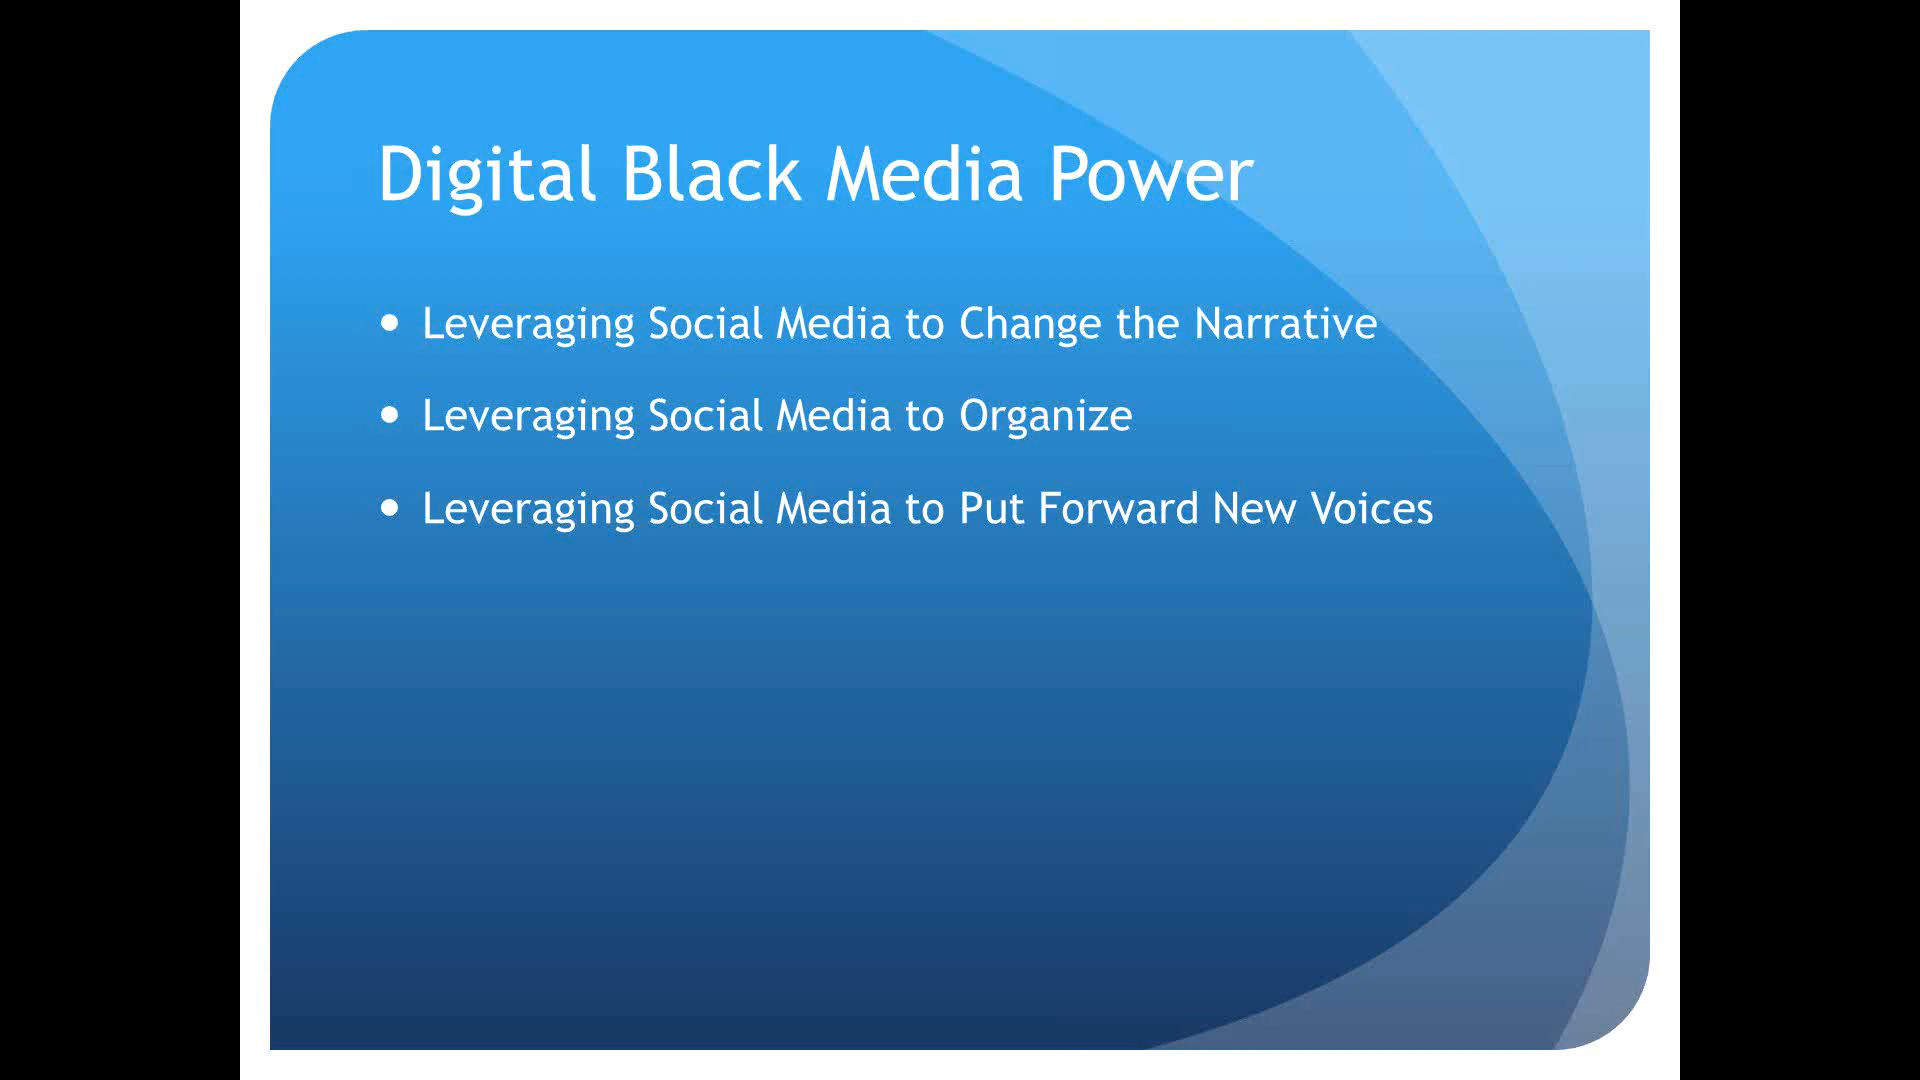 Digital Black Media Power
• Leveraging Social Media to Change the Narrative
• Leveraging Social Media to Organize
• Leveraging Social Media to Put Forward New Voices